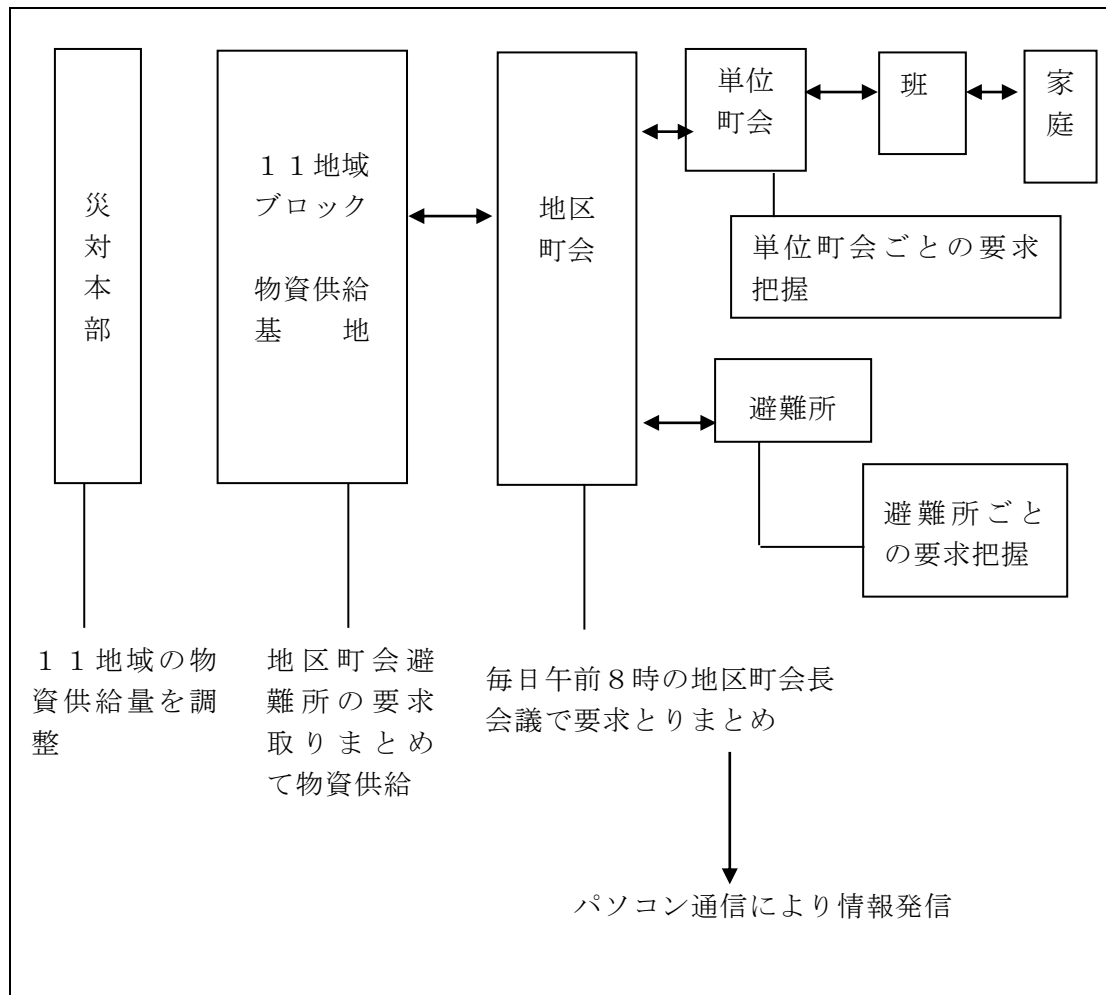 災
対
本
部
１１地域
ブロック
物資供給
基　　地
地区
町会
単位
町会
班
家
庭
単位町会ごとの要求
把握
避難所
避難所ごと
の要求把握
１１地域の物
資供給量を調
整
地区町会避
難所の要求
取りまとめ
て物資供給
毎日午前８時の地区町会長
会議で要求とりまとめ
パソコン通信により情報発信